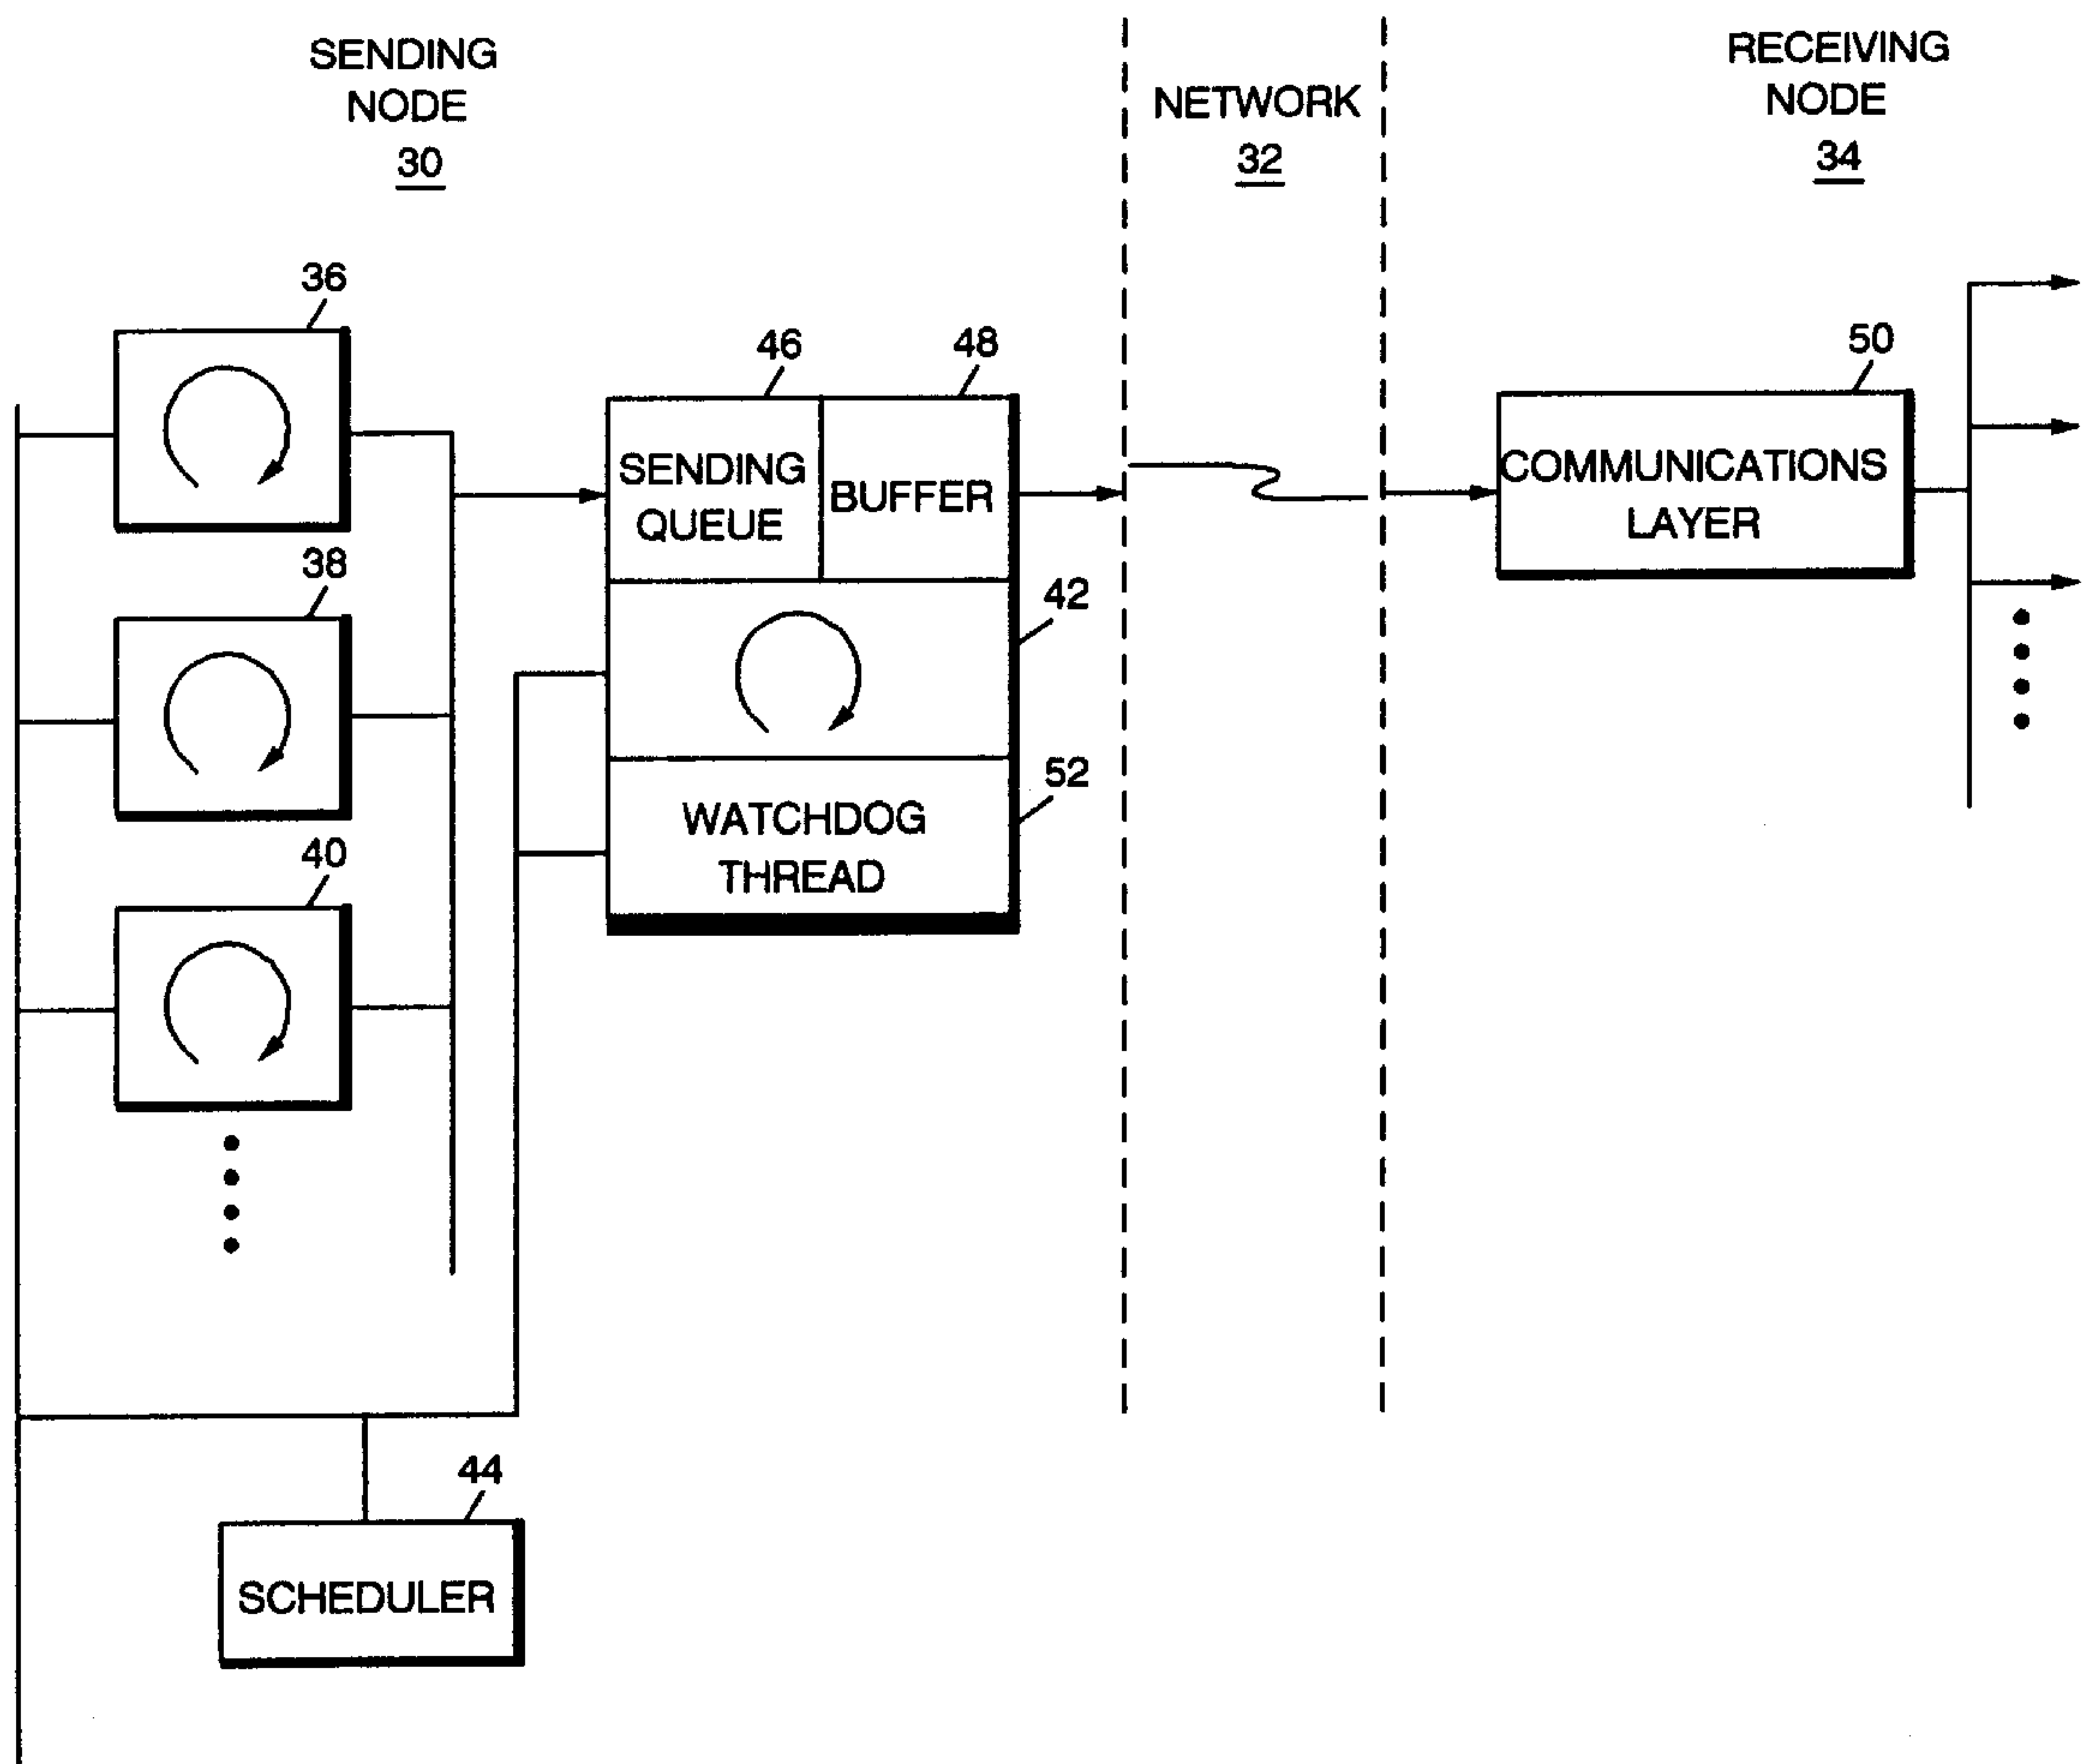 SENDING
NODE
30
NETWORK
32
RECEIVING
NODE
34
36
38
40
46
48
SENDING
QUEUE
BUFFER
42
52
WATCHDOG
THREAD
50
COMMUNICATIONS
LAYER
44
SCHEDULER